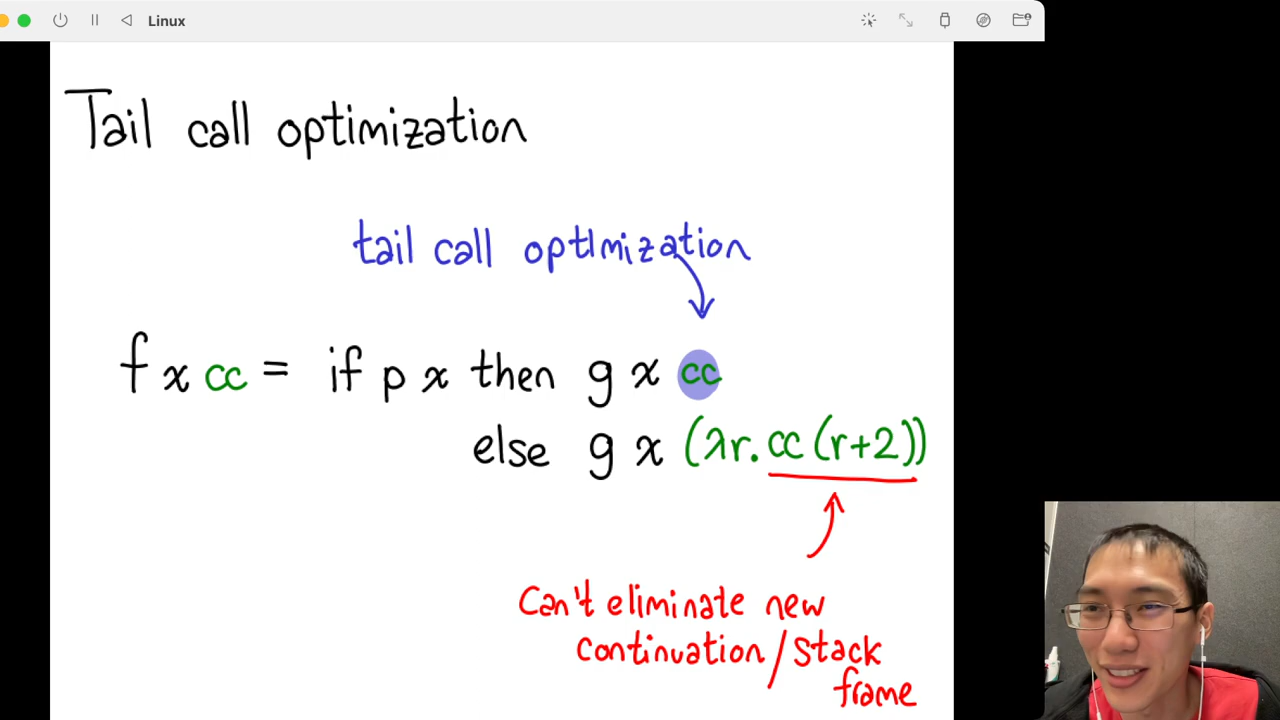 Linux
Tail call optimization
tail call optimization
f x cc = if p x then g x cc
else g x (λr. cc (r+2))
Can't eliminate new
continuation/stack
frame